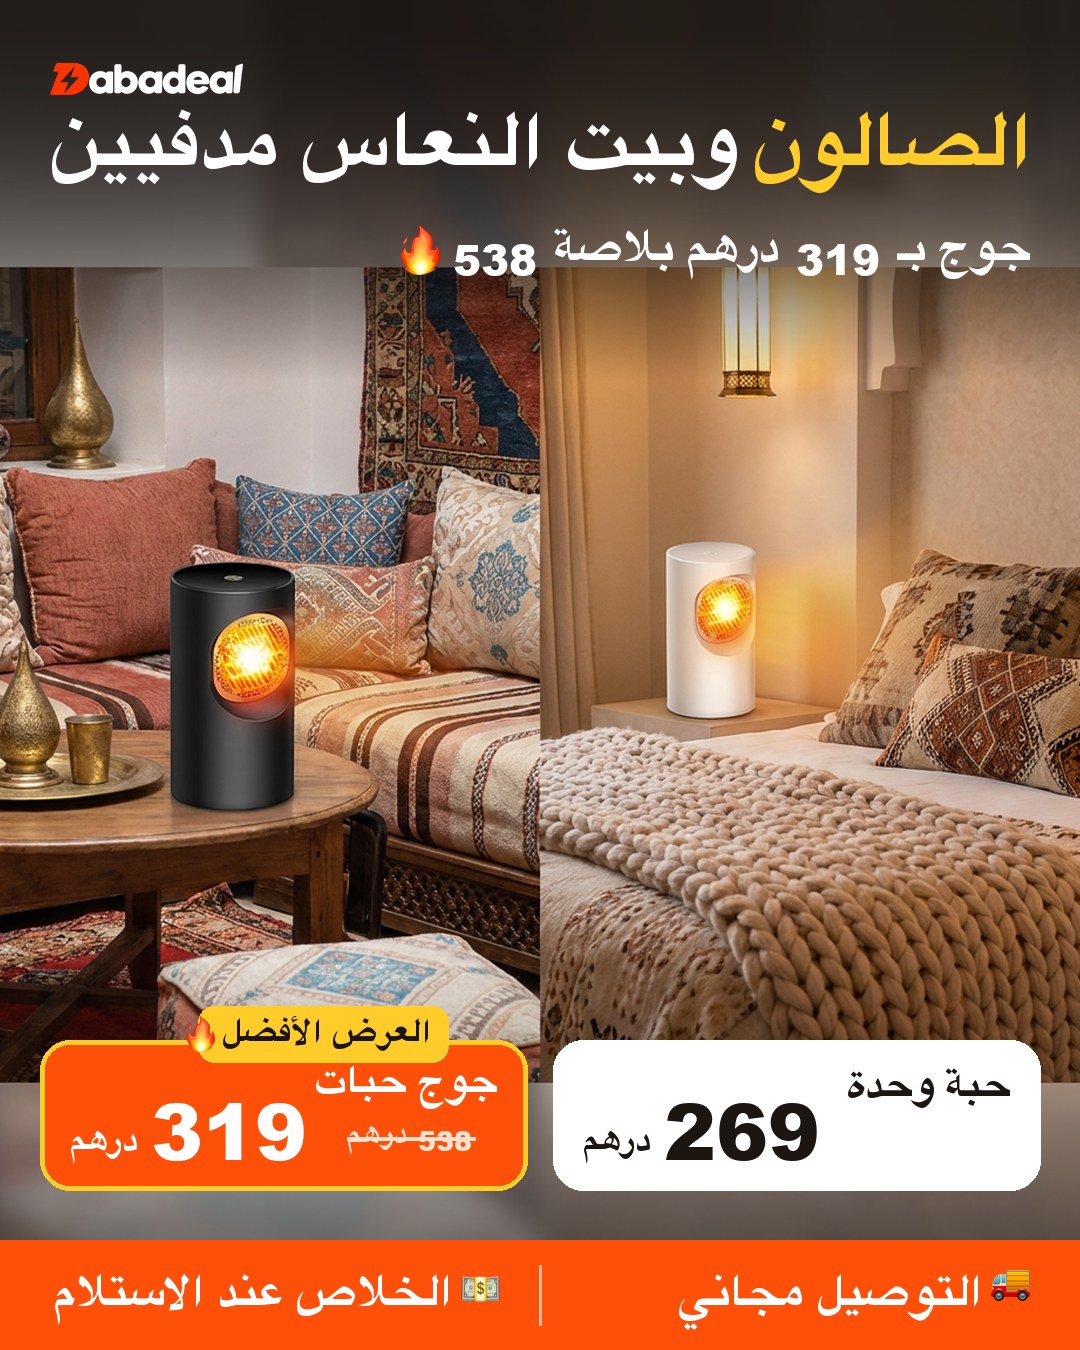 Dabadeal
الصالون وبيت النعاس مدفيين
جوج بـ 319 درهم بلاصة 538 🔥
العرض الأفضل🔥
جوج حبات
538 درهم
319 درهم
حبة وحدة
269 درهم
🚚 التوصيل مجاني
💵 الخلاص عند الاستلام